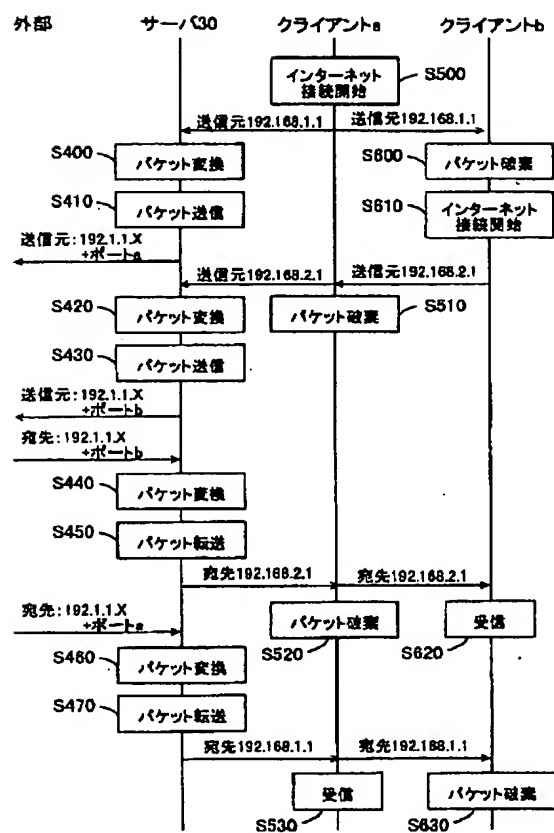 外部 サーバ30 クライアントa クライアントb
インターネット
接続開始
S500
送信元192.168.1.1 送信元192.168.1.1
S400
パケット変換
S600
パケット破棄
S410
パケット送信
S610
インターネット
接続開始
送信元:192.1.1.X
+ポートa
送信元192.168.2.1 送信元192.168.2.1
S420
パケット変換
パケット破棄
S510
S430
パケット送信
送信元:192.1.1.X
+ポートb
宛先:192.1.1.X
+ポートb
S440
パケット変換
S450
パケット転送
宛先192.168.2.1 宛先192.168.2.1
宛先:192.1.1.X
+ポートa
パケット破棄
受信
S520
S620
S460
パケット変換
S470
パケット転送
宛先192.168.1.1 宛先192.168.1.1
受信
パケット破棄
S530
S630